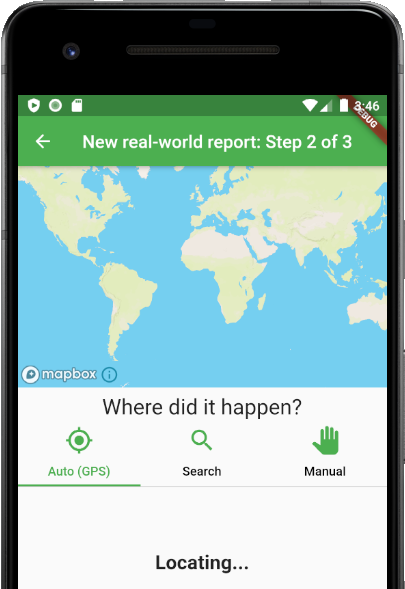 3:46
DEBUG
New real-world report: Step 2 of 3
mapbox
Where did it happen?
Auto (GPS)
Search
Manual
Locating...